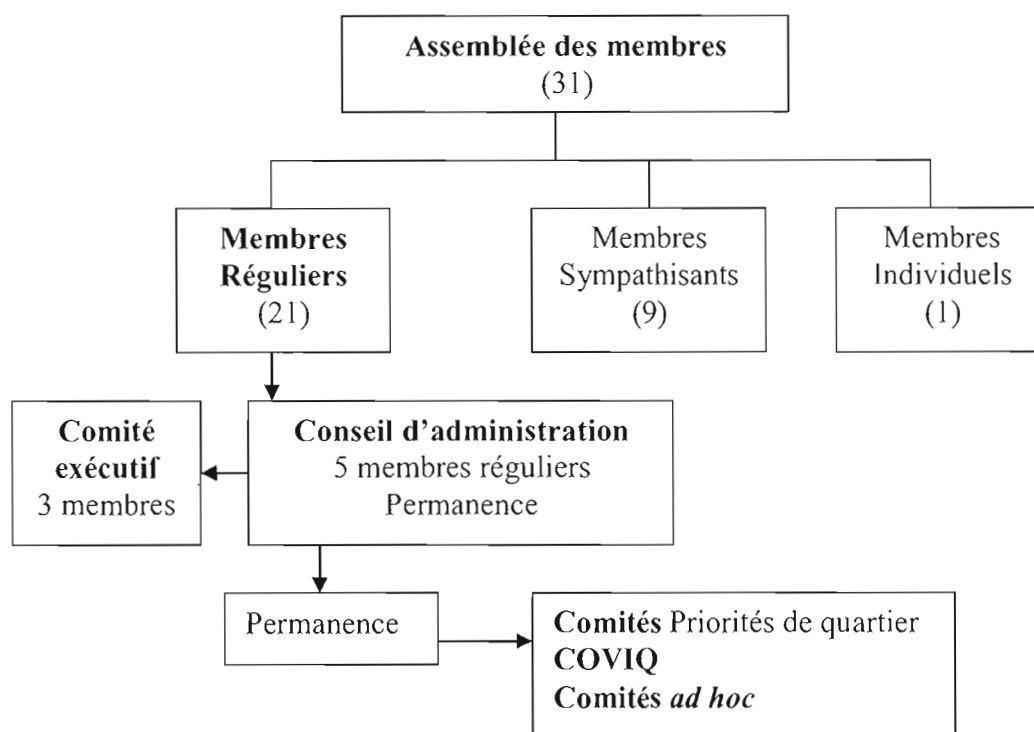 Assemblée des membres
(31)
Membres
Réguliers
(21)
Membres
Sympathisants
(9)
Membres
Individuels
(1)
Comité
exécutif
3 membres
Conseil d'administration
5 membres réguliers
Permanence
Permanence
Comités Priorités de quartier
COVIQ
Comités ad hoc